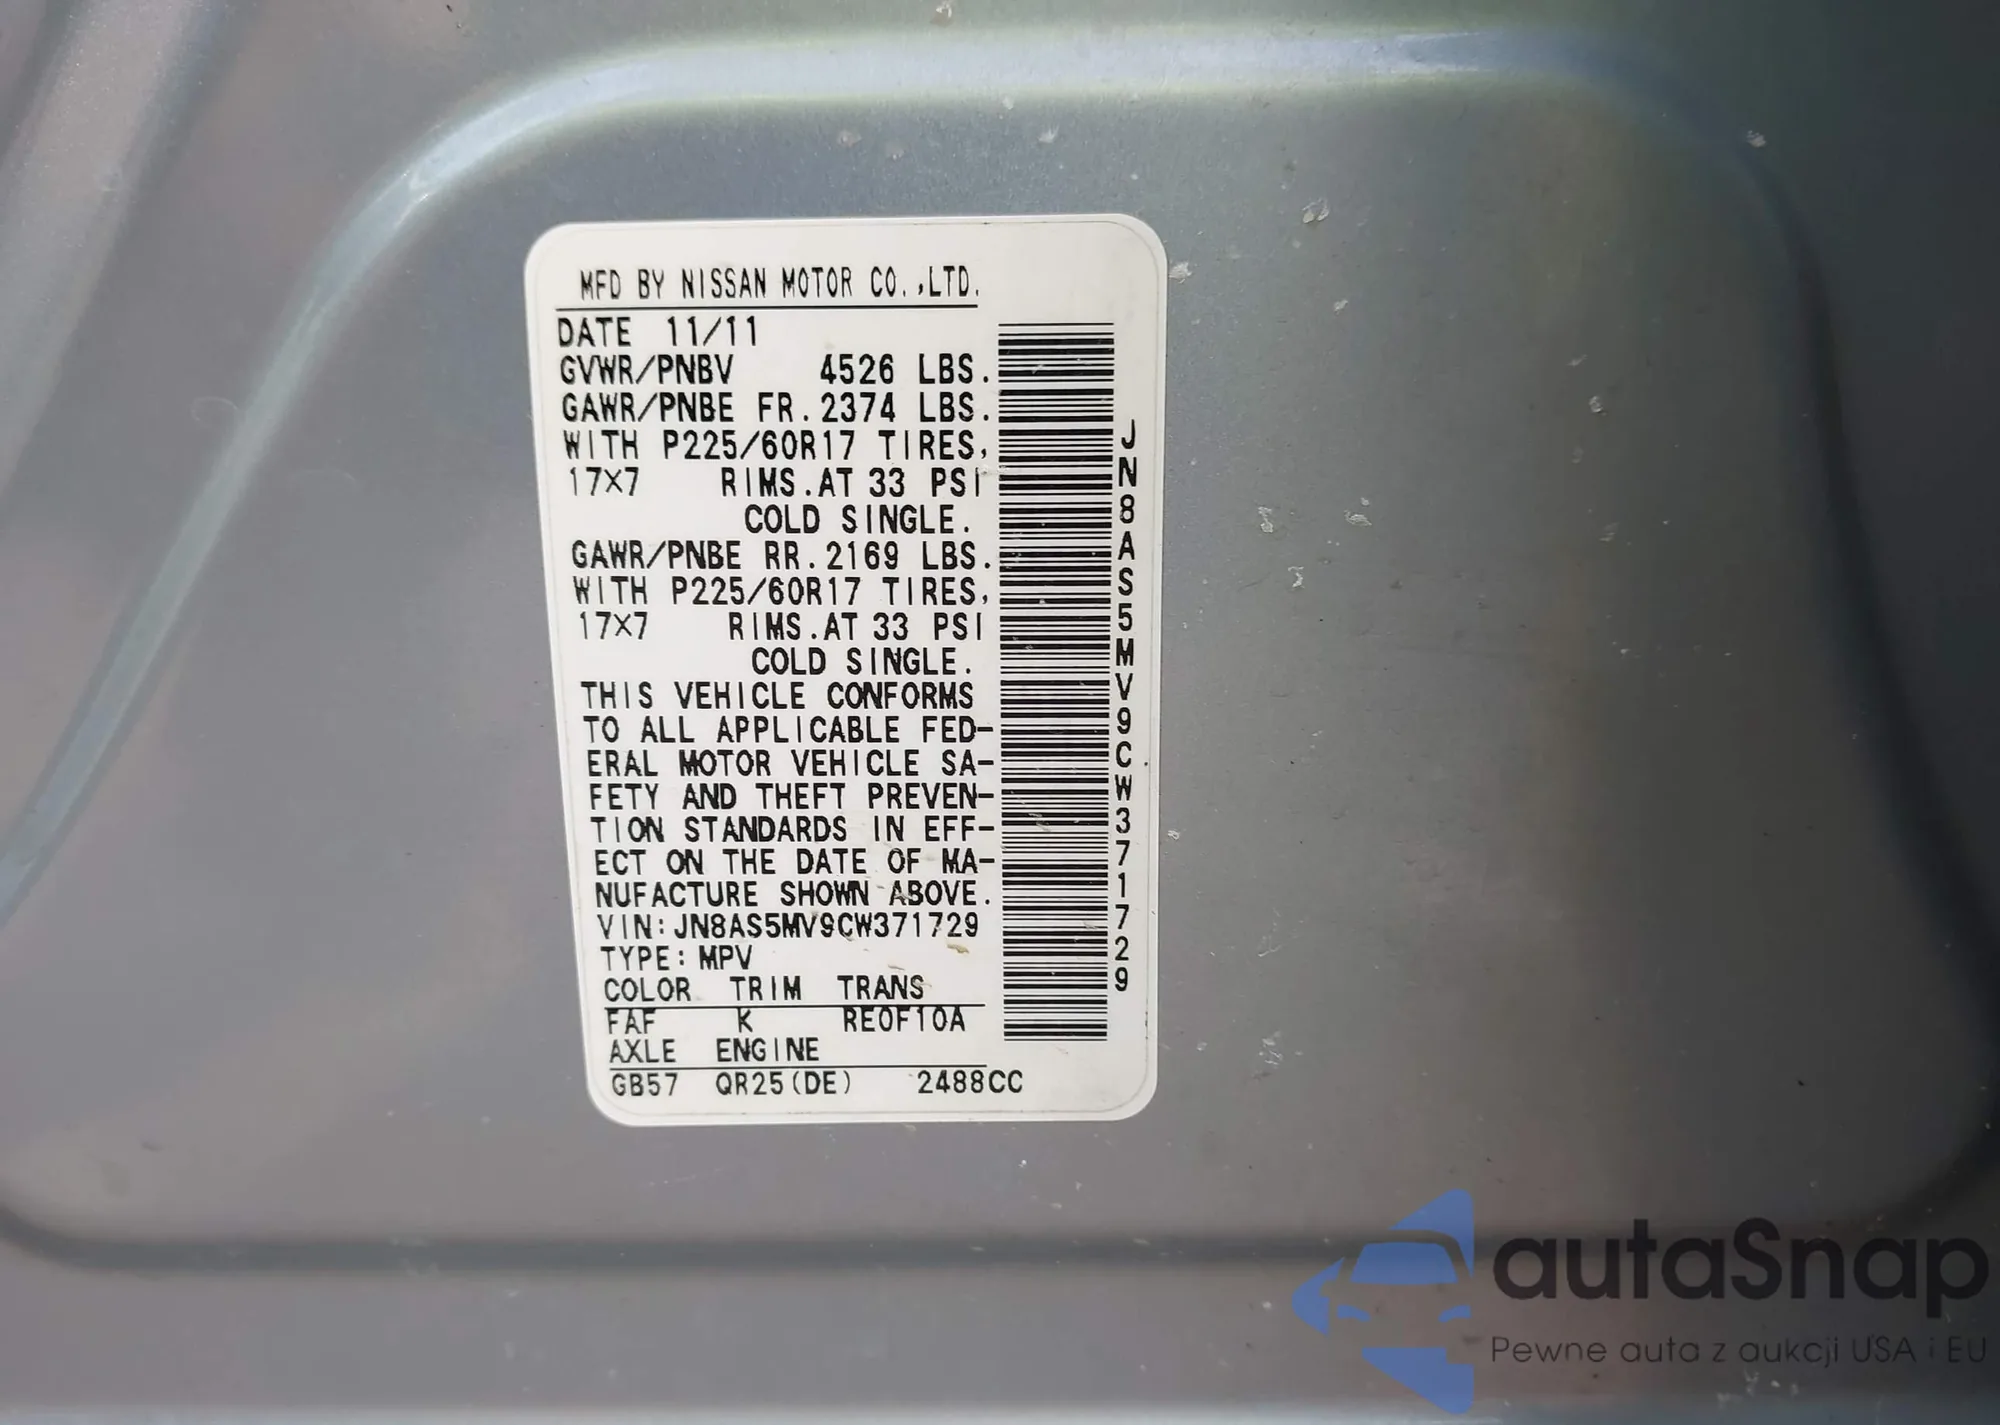 MFD BY NISSAN MOTOR CO.,LTD.
DATE 11/11
GVWR/PNBV 4526 LBS.
GAWR/PNBE FR.2374 LBS.
WITH P225/60R17 TIRES,
17X7 RIMS.AT 33 PSI
COLD SINGLE.
GAWR/PNBE RR.2169 LBS.
WITH P225/60R17 TIRES,
17X7 RIMS.AT 33 PSI
COLD SINGLE.
THIS VEHICLE CONFORMS
TO ALL APPLICABLE FED-
ERAL MOTOR VEHICLE SA-
FETY AND THEFT PREVEN-
TION STANDARDS IN EFF-
ECT ON THE DATE OF MA-
NUFACTURE SHOWN ABOVE.
VIN:JN8AS5MV9CW371729
TYPE:MPV
COLOR TRIM TRANS
FAF K RE0F10A
AXLE ENGINE
GB57 QR25(DE) 2488CC
JN8AS5MV9CW371729
autaSnap
Pewne auta z aukcji USA i EU